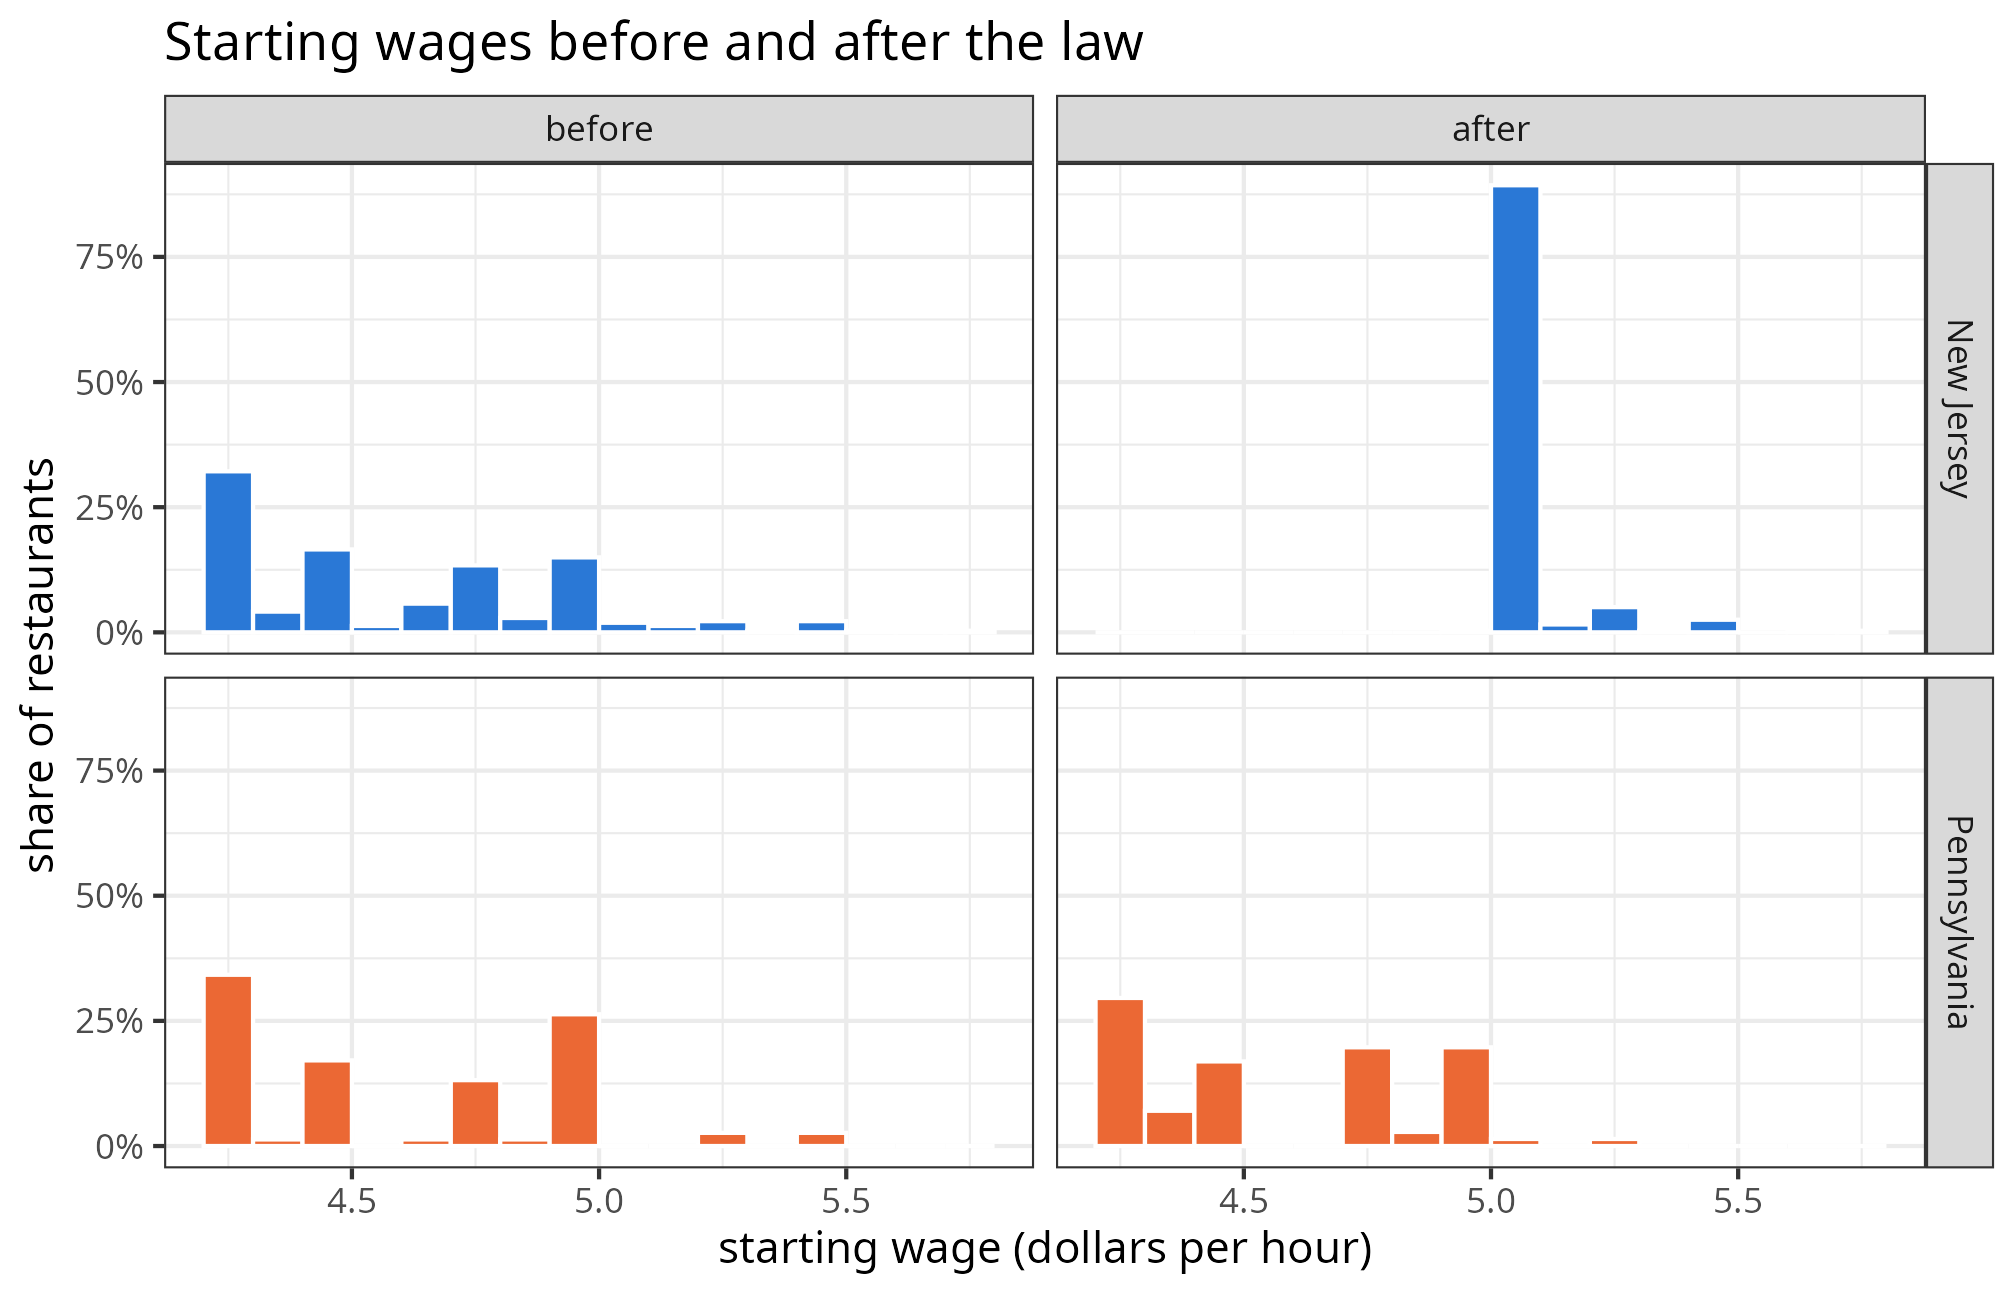 Starting wages before and after the law
before
after
75%
50%
25%
0%
New Jersey
share of restaurants
75%
50%
25%
0%
Pennsylvania
4.5
5.0
5.5
4.5
5.0
5.5
starting wage (dollars per hour)